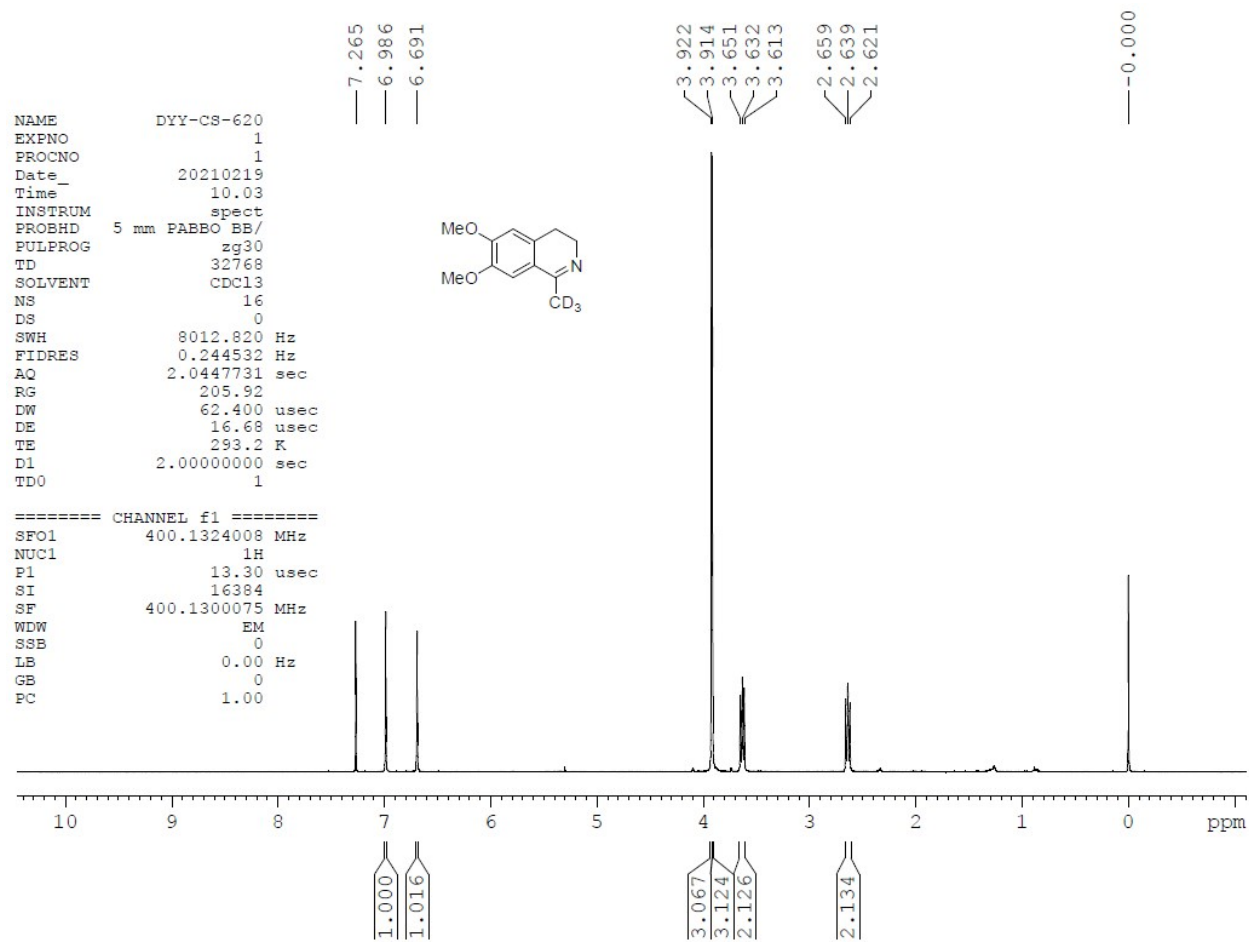 7.265
6.986
6.691
3.922
3.914
3.651
3.632
3.613
2.659
2.639
2.621
-0.000
NAME DYY-CS-620
EXPNO 1
PROCNO 1
Date_ 20210219
Time 10.03
INSTRUM spect
PROBHD 5 mm PABBO BB/
PULPROG zg30
TD 32768
SOLVENT CDCl3
NS 16
DS 0
SWH 8012.820 Hz
FIDRES 0.244532 Hz
AQ 2.0447731 sec
RG 205.92
DW 62.400 usec
DE 16.68 usec
TE 293.2 K
D1 2.00000000 sec
TD0 1
======== CHANNEL f1 ========
SFO1 400.1324008 MHz
NUC1 1H
P1 13.30 usec
SI 16384
SF 400.1300075 MHz
WDW EM
SSB 0
LB 0.00 Hz
GB 0
PC 1.00
MeO
MeO
N
CD3
10 9 8 7 6 5 4 3 2 1 0 ppm
1.000
1.016
3.067
3.124
2.126
2.134